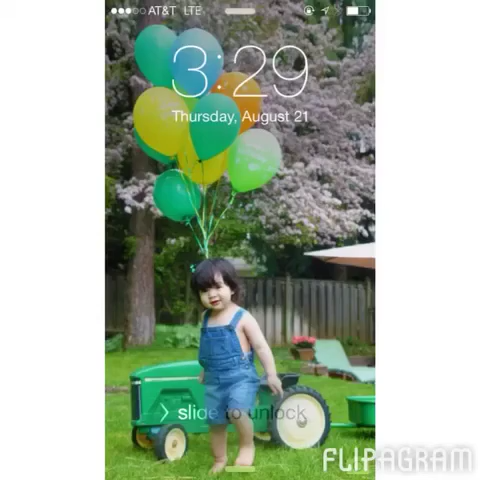 AT&T LTE
3:29
Thursday, August 21
slide to unlock
FLIPAGRAM